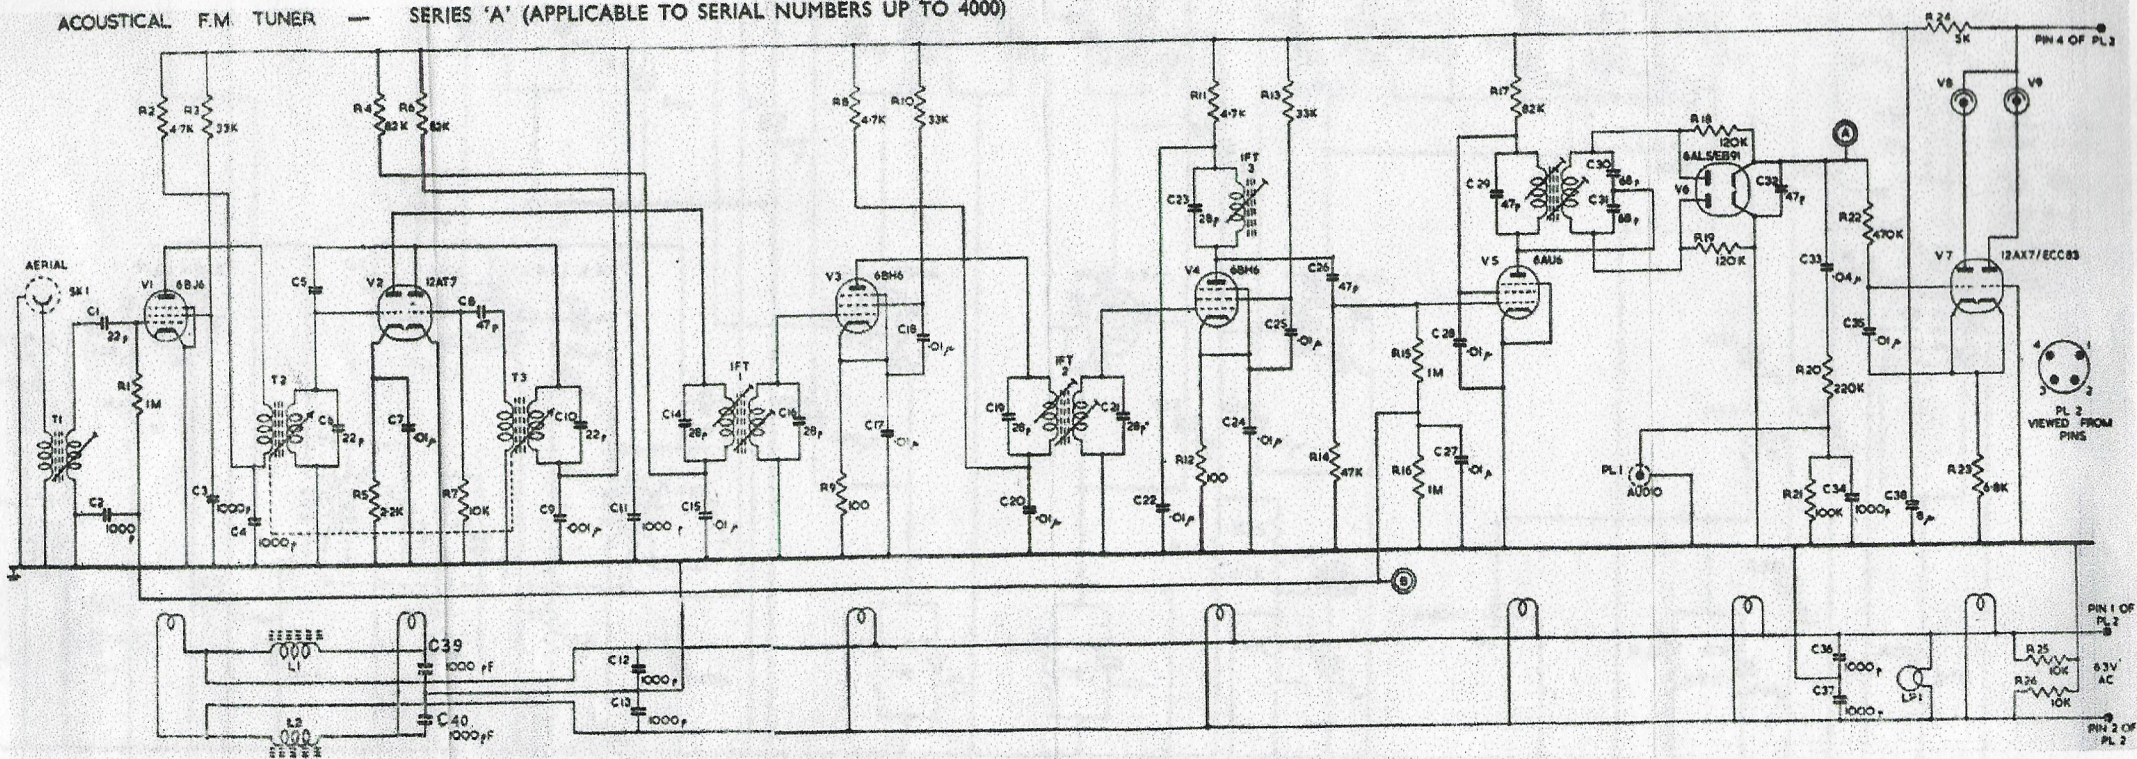 ACOUSTICAL F.M TUNER — SERIES 'A' (APPLICABLE TO SERIAL NUMBERS UP TO 4000)
R24
5K
PIN 4 OF PL2
R2
4·7K
R3
33K
R4
82K
R6
82K
R8
4·7K
R10
33K
R11
4·7K
R13
33K
R17
82K
R18
120K
V8
V9
A
IFT
3
C23
28p
C29
47p
C30
68p
C31
68p
6AL5/EB91
V6
C32
47p
R19
120K
R22
470K
AERIAL
SK1
V1
6BJ6
C1
22p
C5
V2
12AT7
C8
47p
V3
6BH6
C18
·01µ
V4
6BH6
C26
47p
C25
·01µ
V5
6AU6
C28
·01µ
C33
·04µ
V7
12AX7/ECC83
C35
·01µ
R1
1M
T1
T2
C6
22p
C7
·01µ
T3
C10
22p
C14
28p
IFT
1
C16
28p
C17
·01µ
C19
28p
IFT
2
C21
28p
C24
·01µ
R15
1M
R20
220K
4
1
3
2
PL 2
VIEWED FROM
PINS
C2
1000p
C3
1000p
C4
1000p
R5
2·2K
R7
10K
C9
·001µ
C11
1000p
C15
·01µ
R9
100
C20
·01µ
C22
·01µ
R12
100
R14
47K
R16
1M
C27
·01µ
PL1
AUDIO
R21
100K
C34
1000p
C38
8µ
R23
6·8K
B
L1
C39
1000pF
C12
1000p
C36
1000p
PIN 1 OF
PL 2
R25
10K
6·3V
AC
L2
C40
1000pF
C13
1000p
C37
1000p
LP1
R26
10K
PIN 2 OF
PL 2